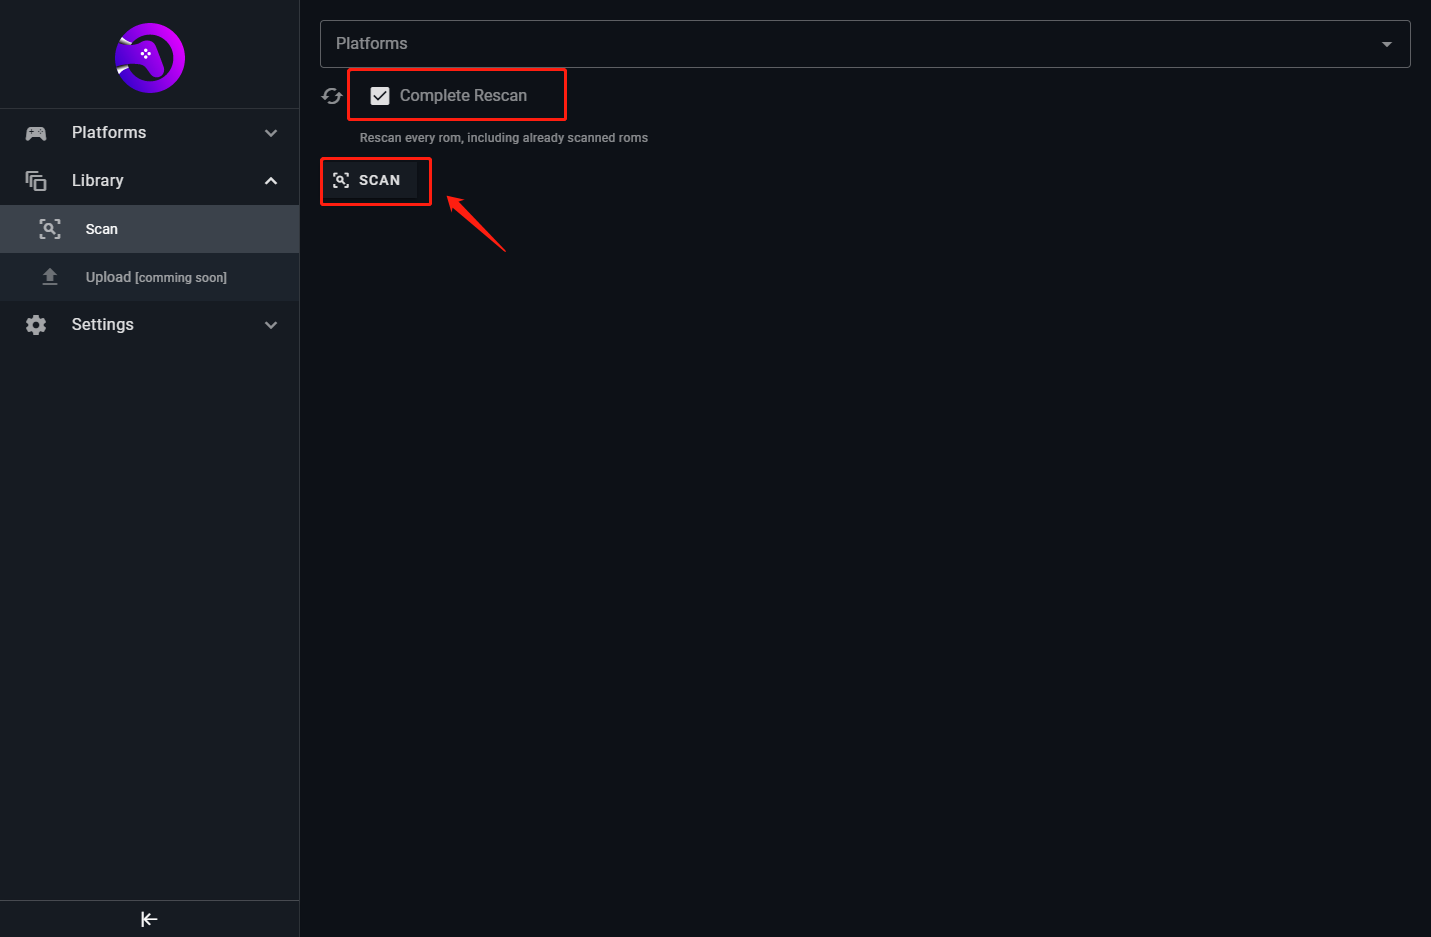 Platforms
Library
Scan
Upload [comming soon]
Settings
Platforms
Complete Rescan
Rescan every rom, including already scanned roms
SCAN